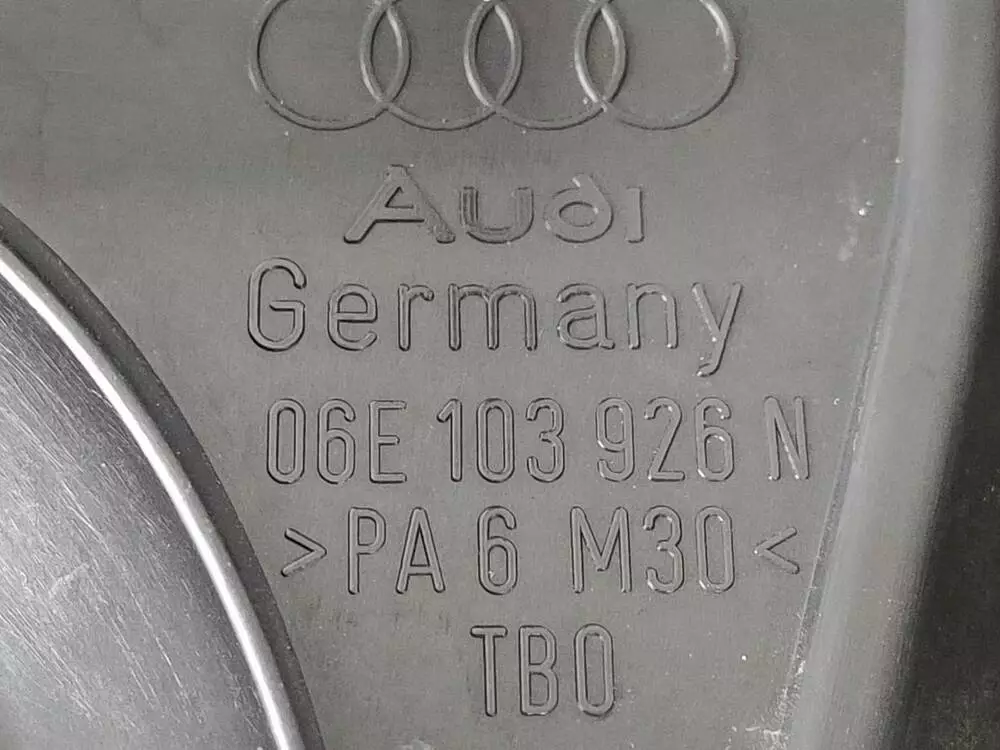 Audi
Germany
06E 103 926 N
>PA 6 M30<
TBO